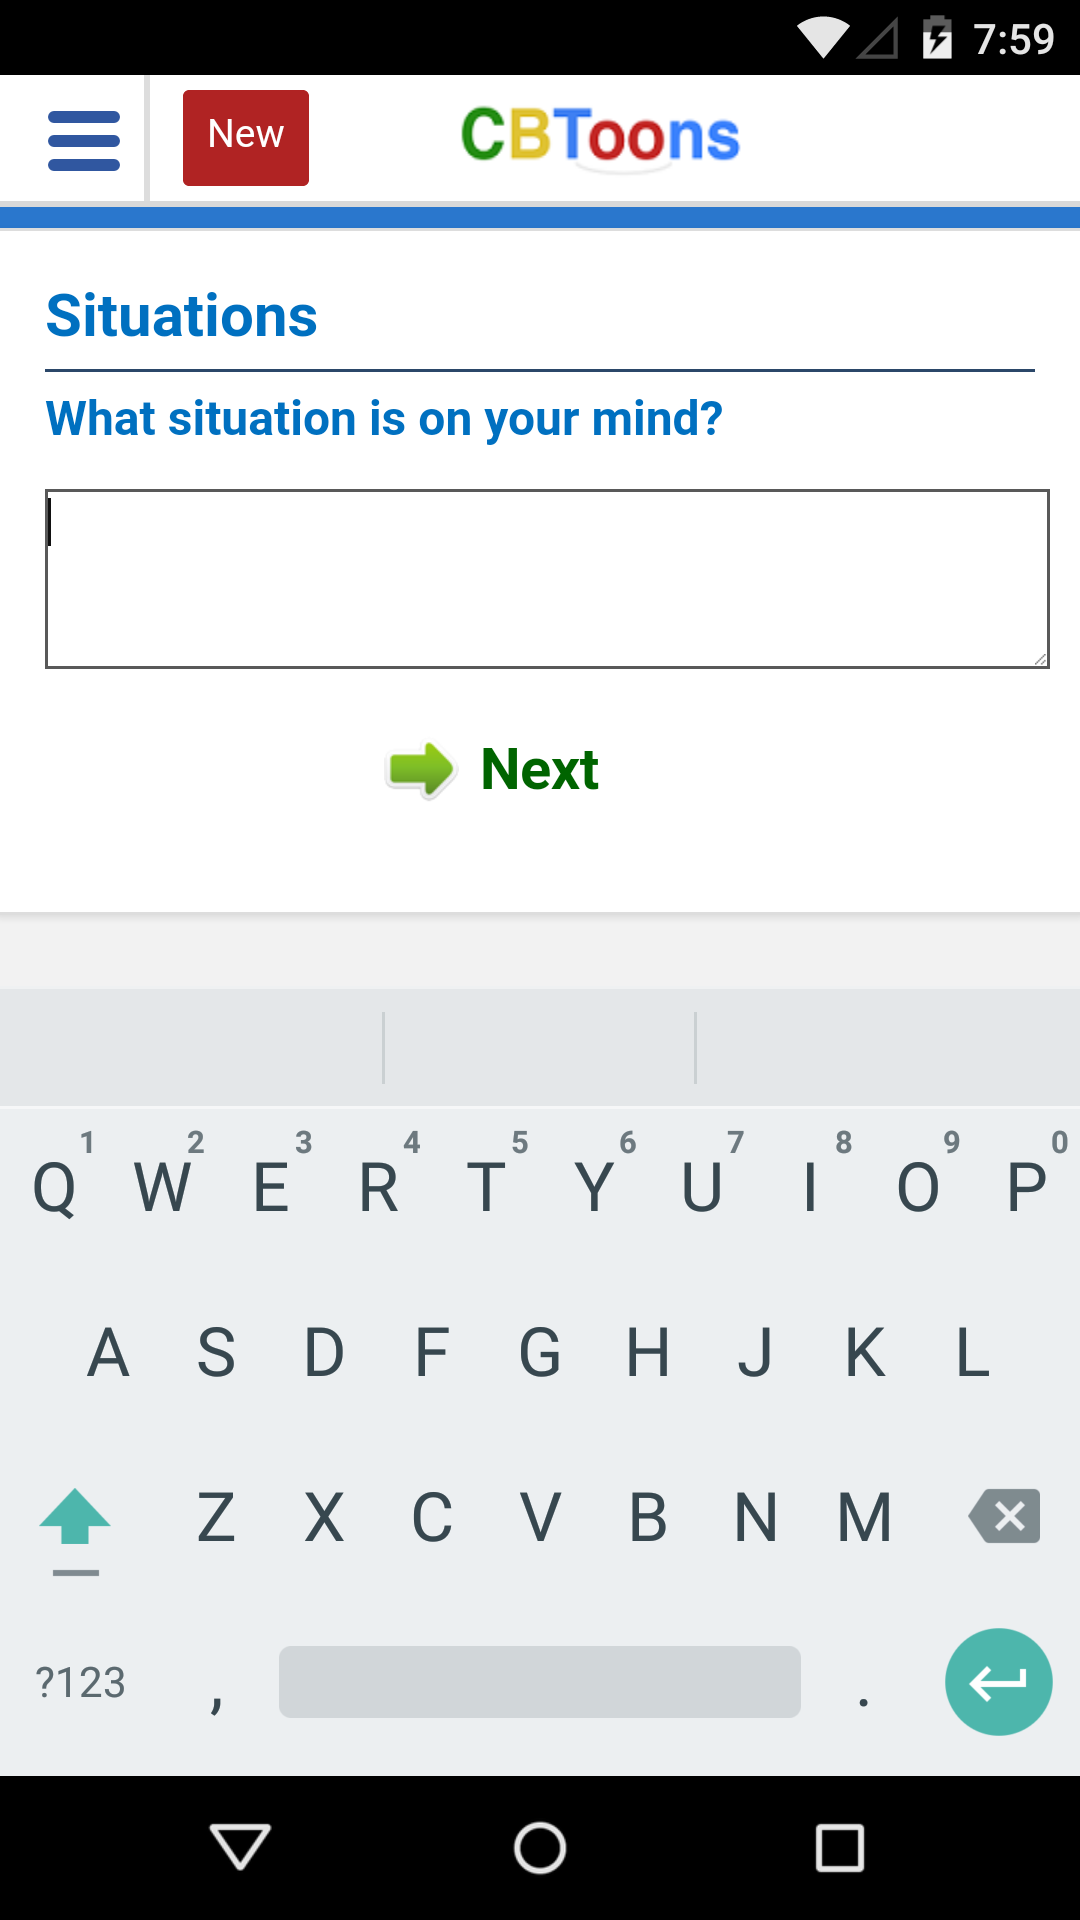 7:59
New
CBToons
Situations
What situation is on your mind?
Next
1 2 3 4 5 6 7 8 9 0
Q W E R T Y U I O P
A S D F G H J K L
Z X C V B N M
?123 , .